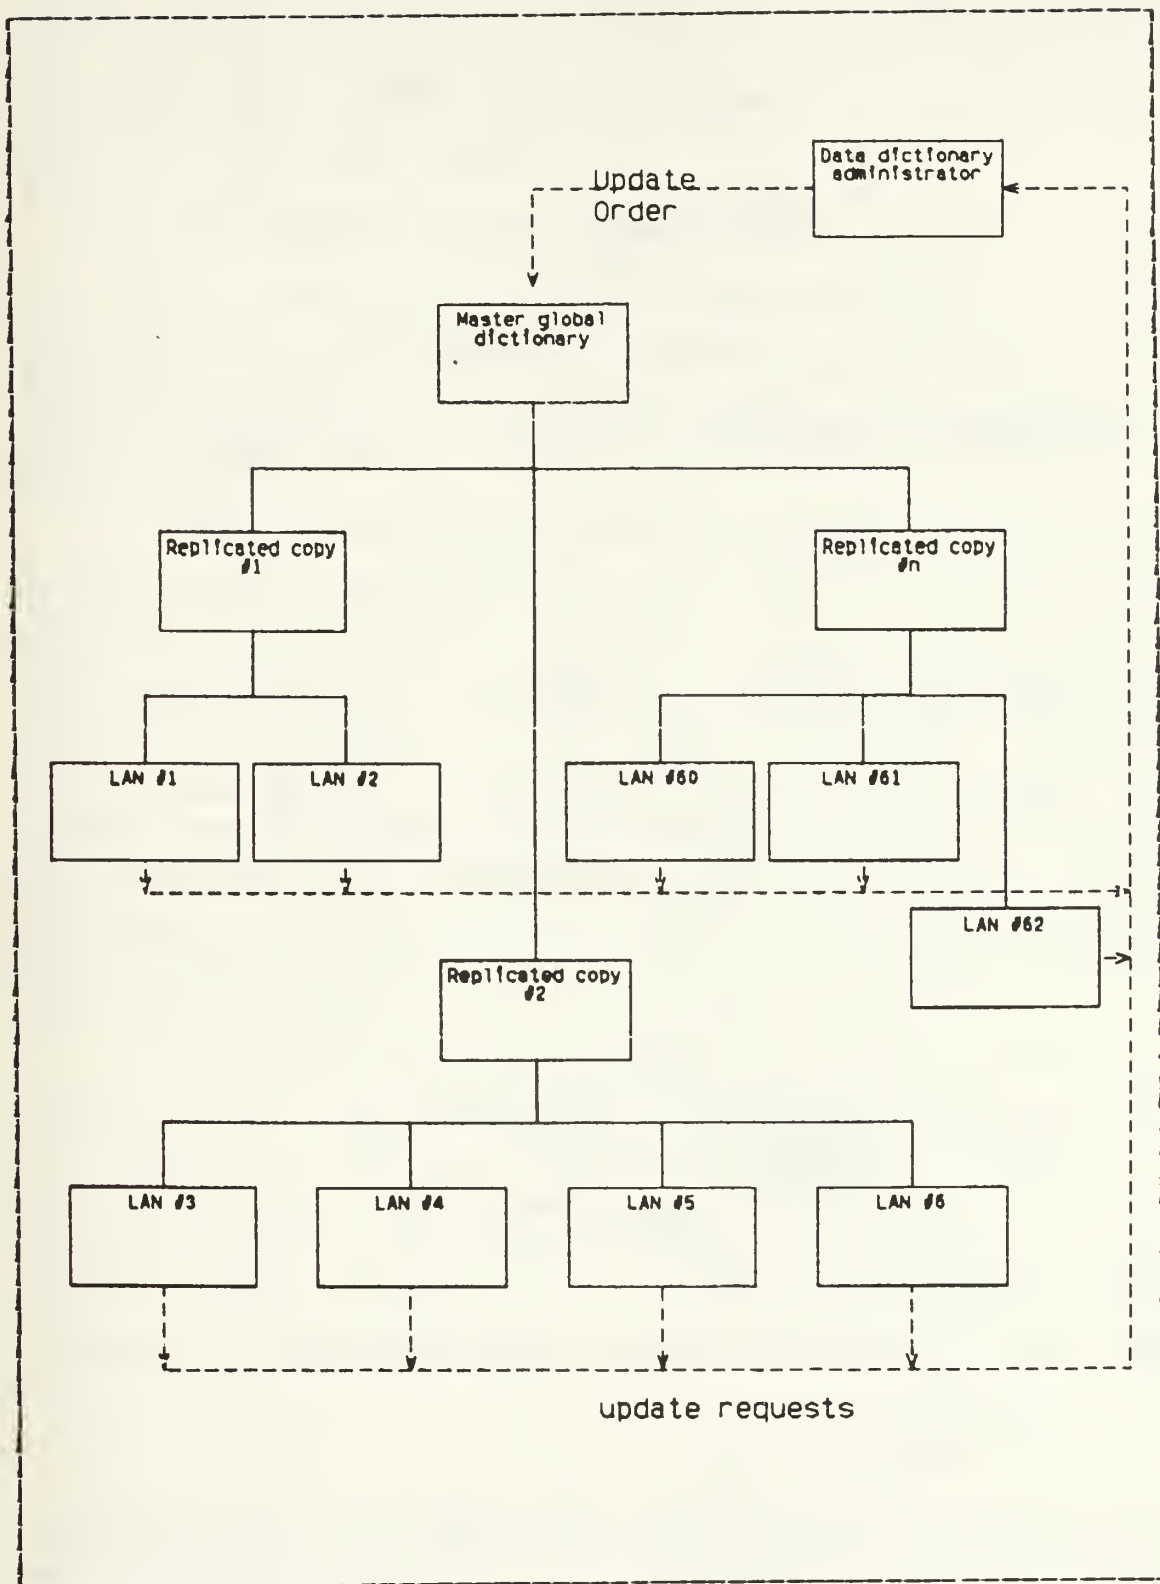 Data dictionary
administrator
Update
Order
Master global
dictionary
Replicated copy
#1
Replicated copy
#n
LAN #1
LAN #2
LAN #60
LAN #61
LAN #62
Replicated copy
#2
LAN #3
LAN #4
LAN #5
LAN #6
update requests